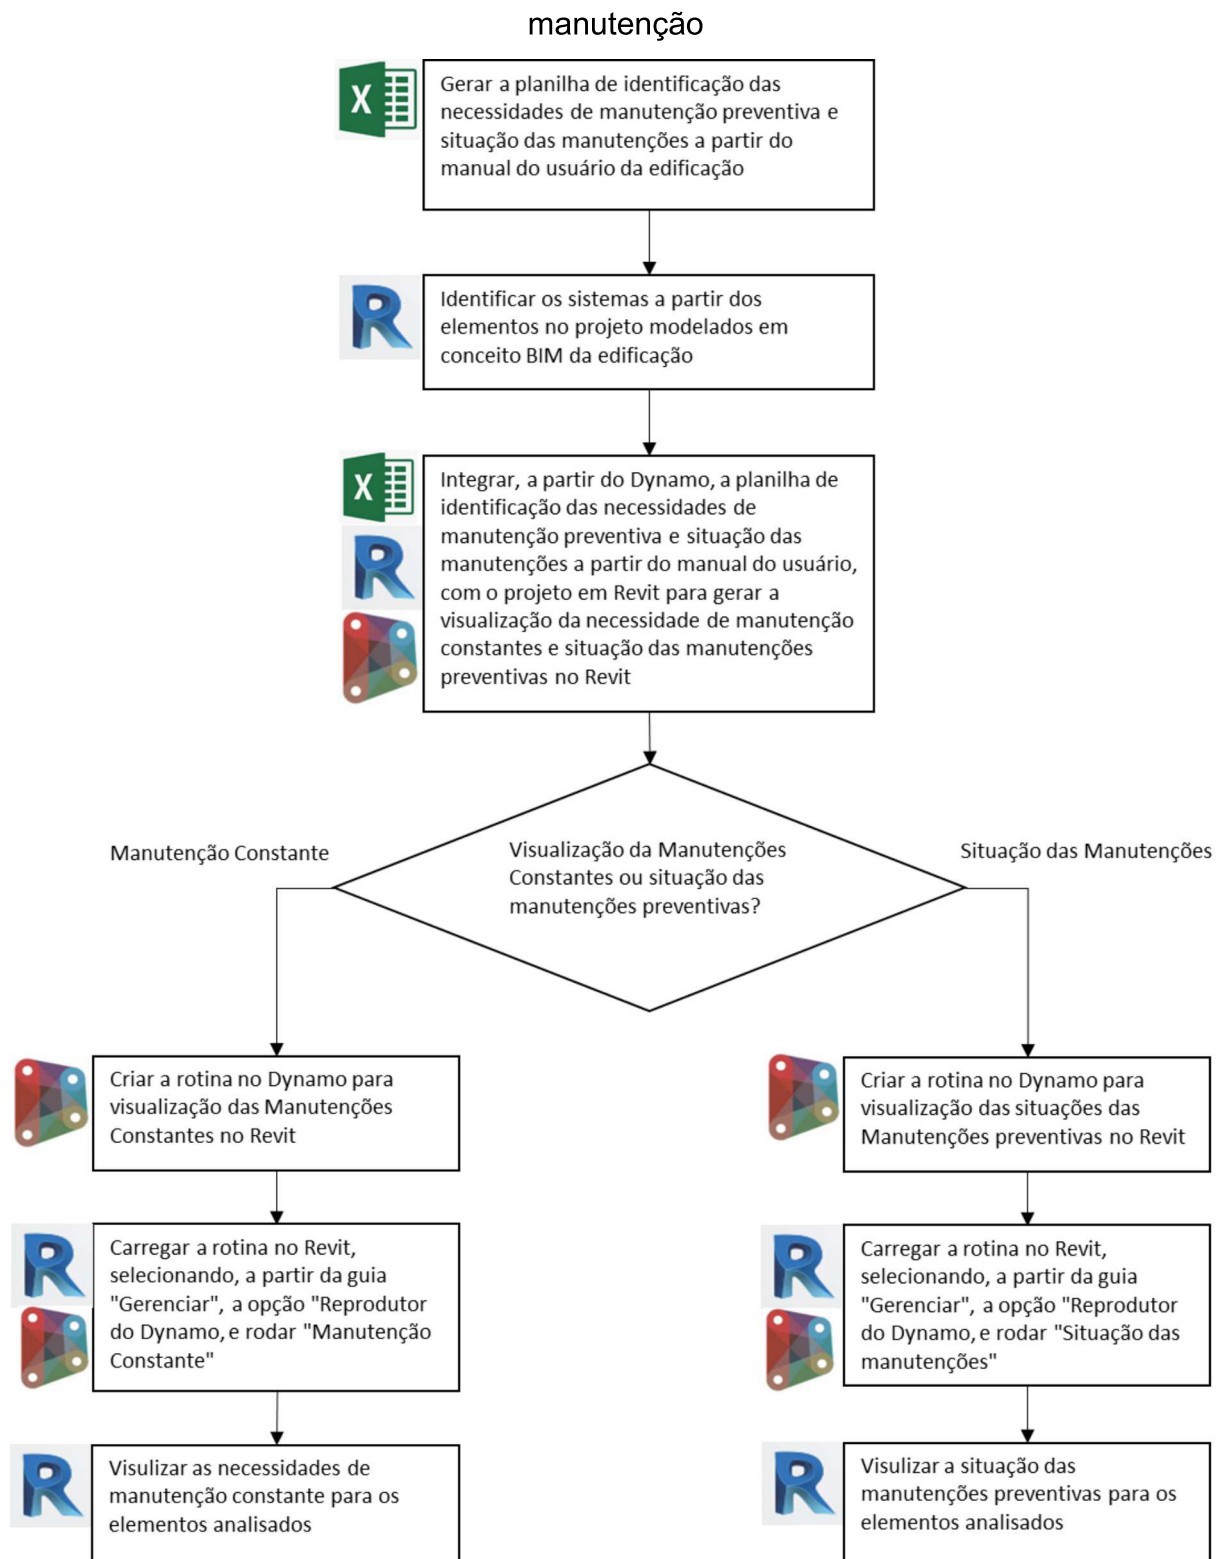 manutenção
X
Gerar a planilha de identificação das
necessidades de manutenção preventiva e
situação das manutenções a partir do
manual do usuário da edificação
R
Identificar os sistemas a partir dos
elementos no projeto modelados em
conceito BIM da edificação
X
R
Integrar, a partir do Dynamo, a planilha de
identificação das necessidades de
manutenção preventiva e situação das
manutenções a partir do manual do usuário,
com o projeto em Revit para gerar a
visualização da necessidade de manutenção
constantes e situação das manutenções
preventivas no Revit
Manutenção Constante
Visualização da Manutenções
Constantes ou situação das
manutenções preventivas?
Situação das Manutenções
Criar a rotina no Dynamo para
visualização das Manutenções
Constantes no Revit
Criar a rotina no Dynamo para
visualização das situações das
Manutenções preventivas no Revit
R
Carregar a rotina no Revit,
selecionando, a partir da guia
"Gerenciar", a opção "Reprodutor
do Dynamo, e rodar "Manutenção
Constante"
R
Carregar a rotina no Revit,
selecionando, a partir da guia
"Gerenciar", a opção "Reprodutor
do Dynamo, e rodar "Situação das
manutenções"
R
Visulizar as necessidades de
manutenção constante para os
elementos analisados
R
Visulizar a situação das
manutenções preventivas para os
elementos analisados